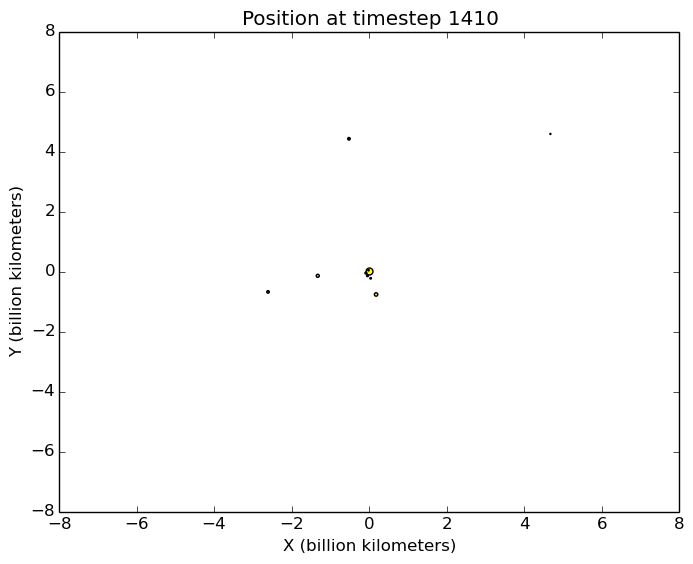 Position at timestep 1410
8
6
4
2
0
−2
−4
−6
−8
Y (billion kilometers)
−8 −6 −4 −2 0 2 4 6 8
X (billion kilometers)